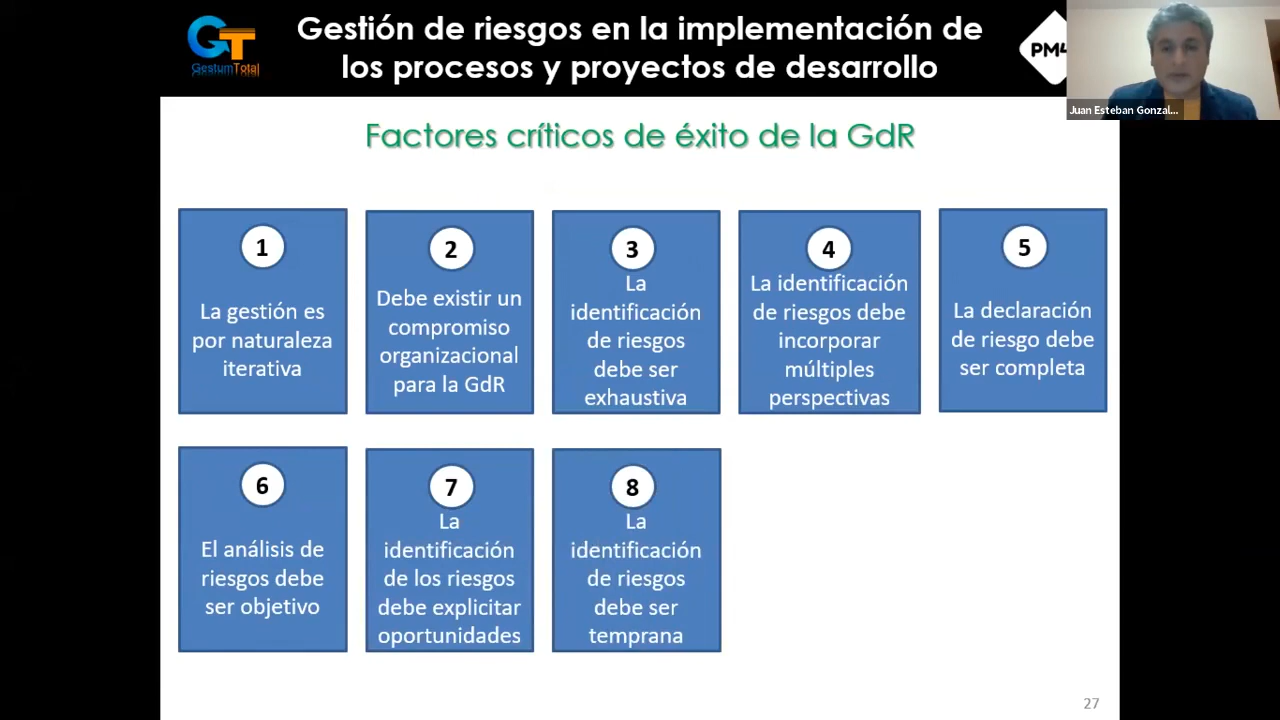 GT
GestumTotal
Gestión de riesgos en la implementación de
los procesos y proyectos de desarrollo
PM4
Juan Esteban Gonzal...
Factores críticos de éxito de la GdR
1
La gestión es
por naturaleza
iterativa
2
Debe existir un
compromiso
organizacional
para la GdR
3
La
identificación
de riesgos
debe ser
exhaustiva
4
La identificación
de riesgos debe
incorporar
múltiples
perspectivas
5
La declaración
de riesgo debe
ser completa
6
El análisis de
riesgos debe
ser objetivo
7
La
identificación
de los riesgos
debe explicitar
oportunidades
8
La
identificación
de riesgos
debe ser
temprana
27